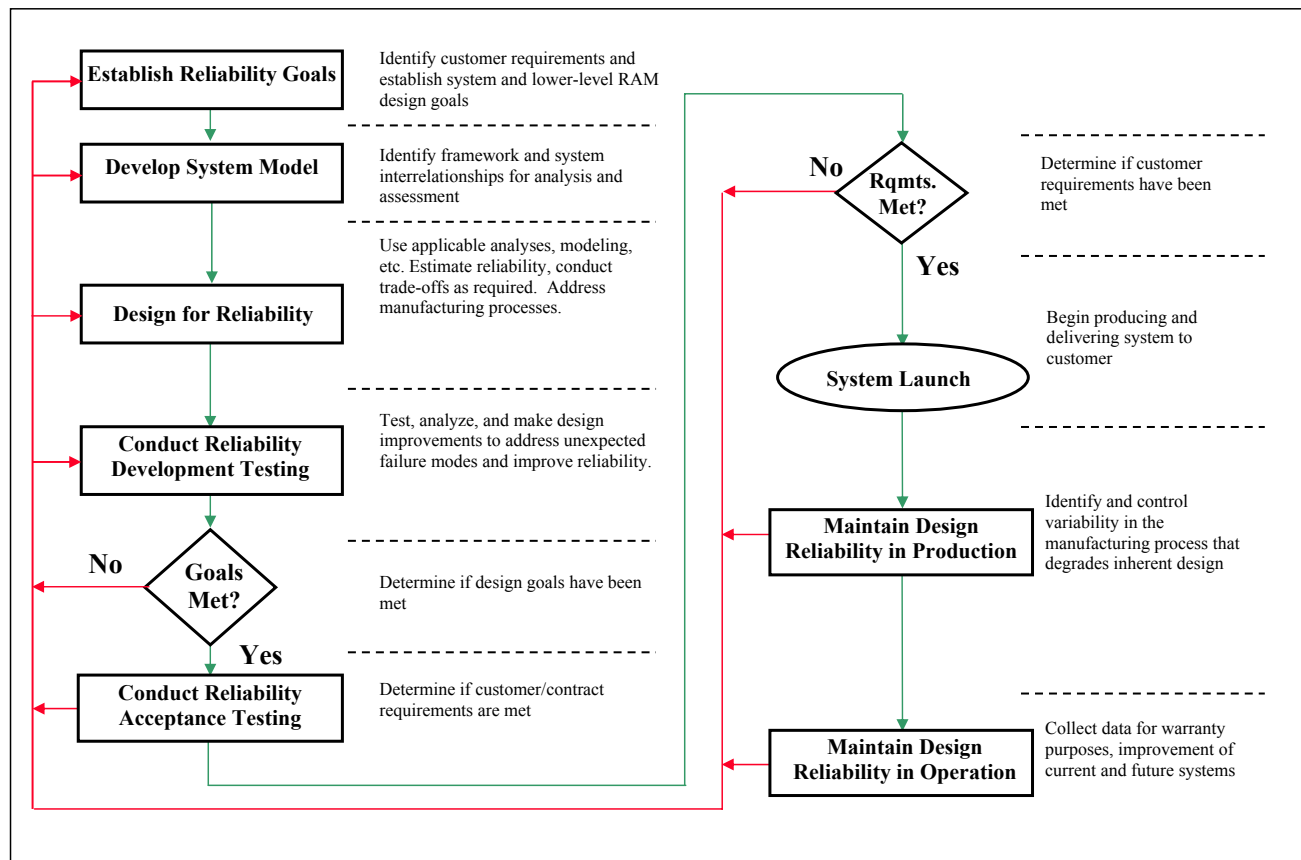 Establish Reliability Goals
Identify customer requirements and
establish system and lower-level RAM
design goals
Develop System Model
Identify framework and system
interrelationships for analysis and
assessment
Design for Reliability
Use applicable analyses, modeling,
etc. Estimate reliability, conduct
trade-offs as required. Address
manufacturing processes.
Conduct Reliability
Development Testing
Test, analyze, and make design
improvements to address unexpected
failure modes and improve reliability.
No
Goals
Met?
Determine if design goals have been
met
Yes
Conduct Reliability
Acceptance Testing
Determine if customer/contract
requirements are met
No
Rqmts.
Met?
Determine if customer
requirements have been
met
Yes
System Launch
Begin producing and
delivering system to
customer
Maintain Design
Reliability in Production
Identify and control
variability in the
manufacturing process that
degrades inherent design
Maintain Design
Reliability in Operation
Collect data for warranty
purposes, improvement of
current and future systems